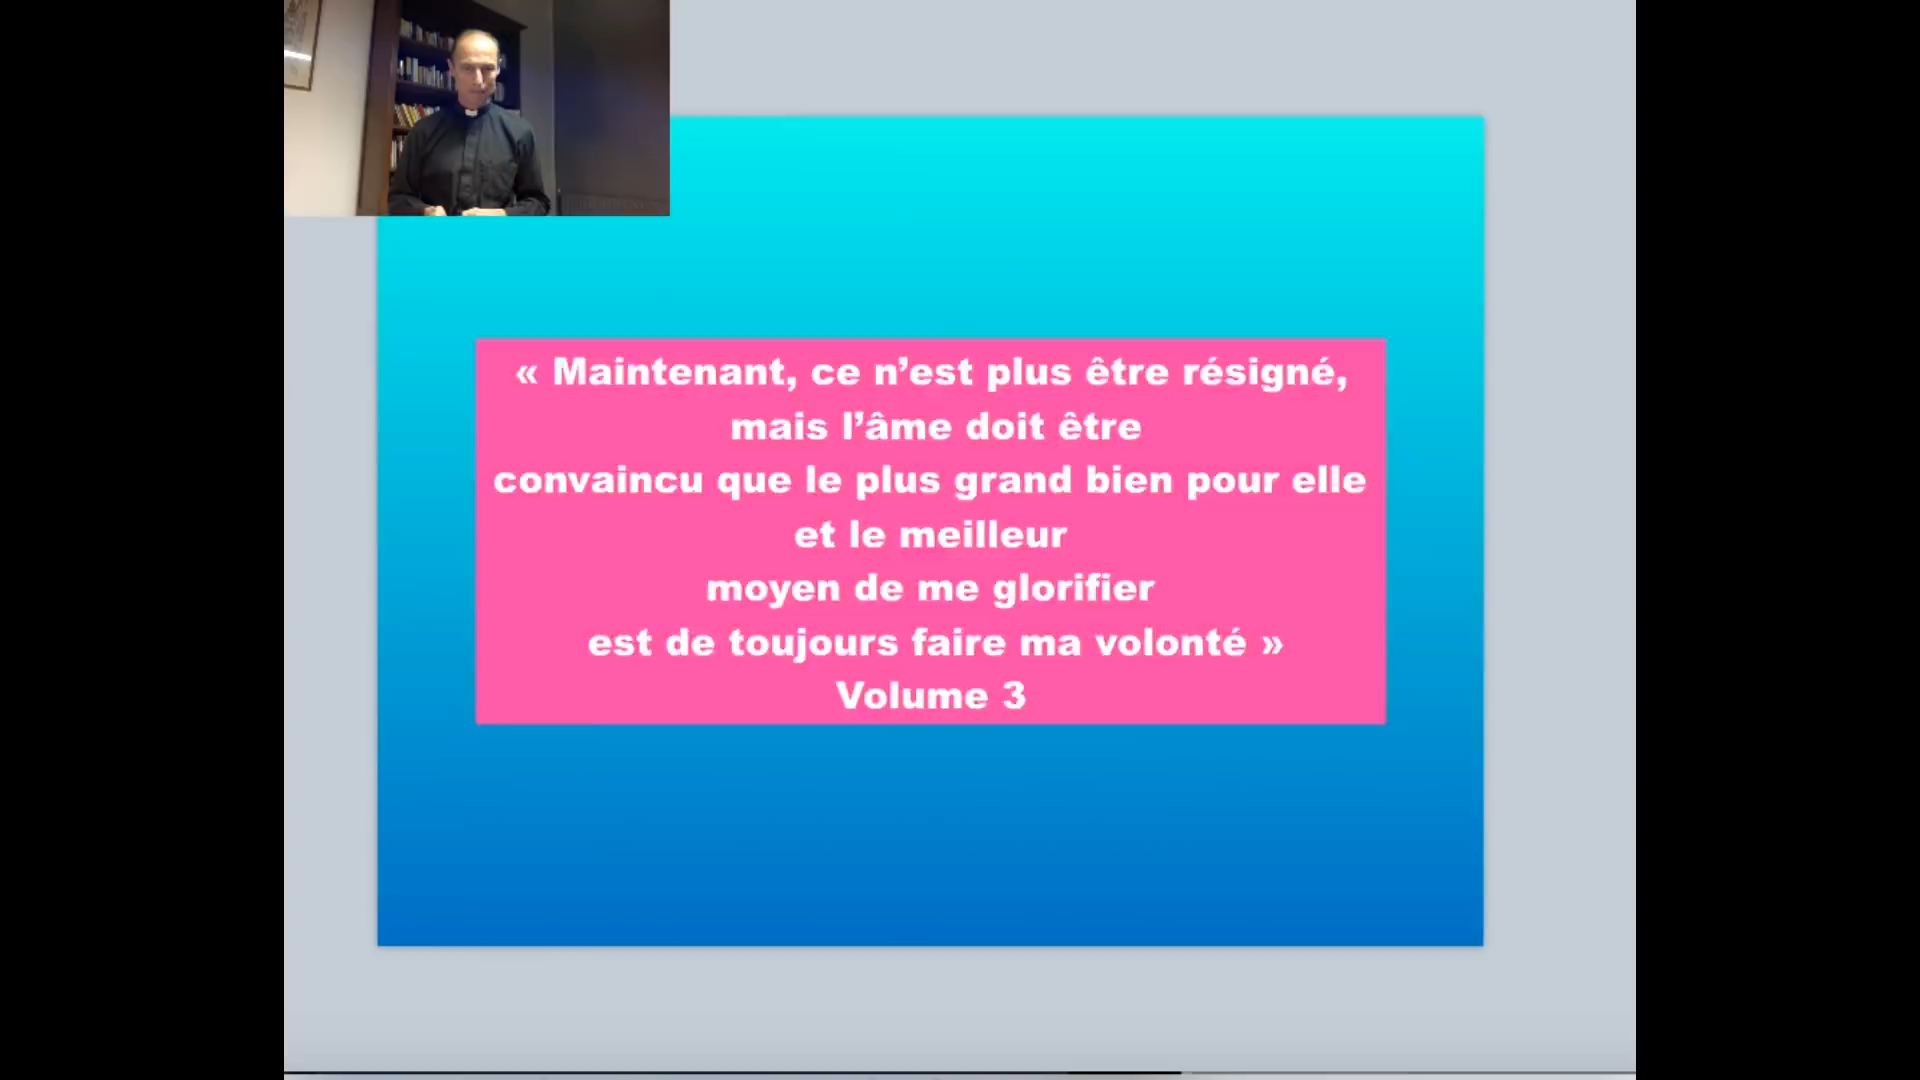 « Maintenant, ce n’est plus être résigné,
mais l’âme doit être
convaincu que le plus grand bien pour elle
et le meilleur
moyen de me glorifier
est de toujours faire ma volonté »
Volume 3